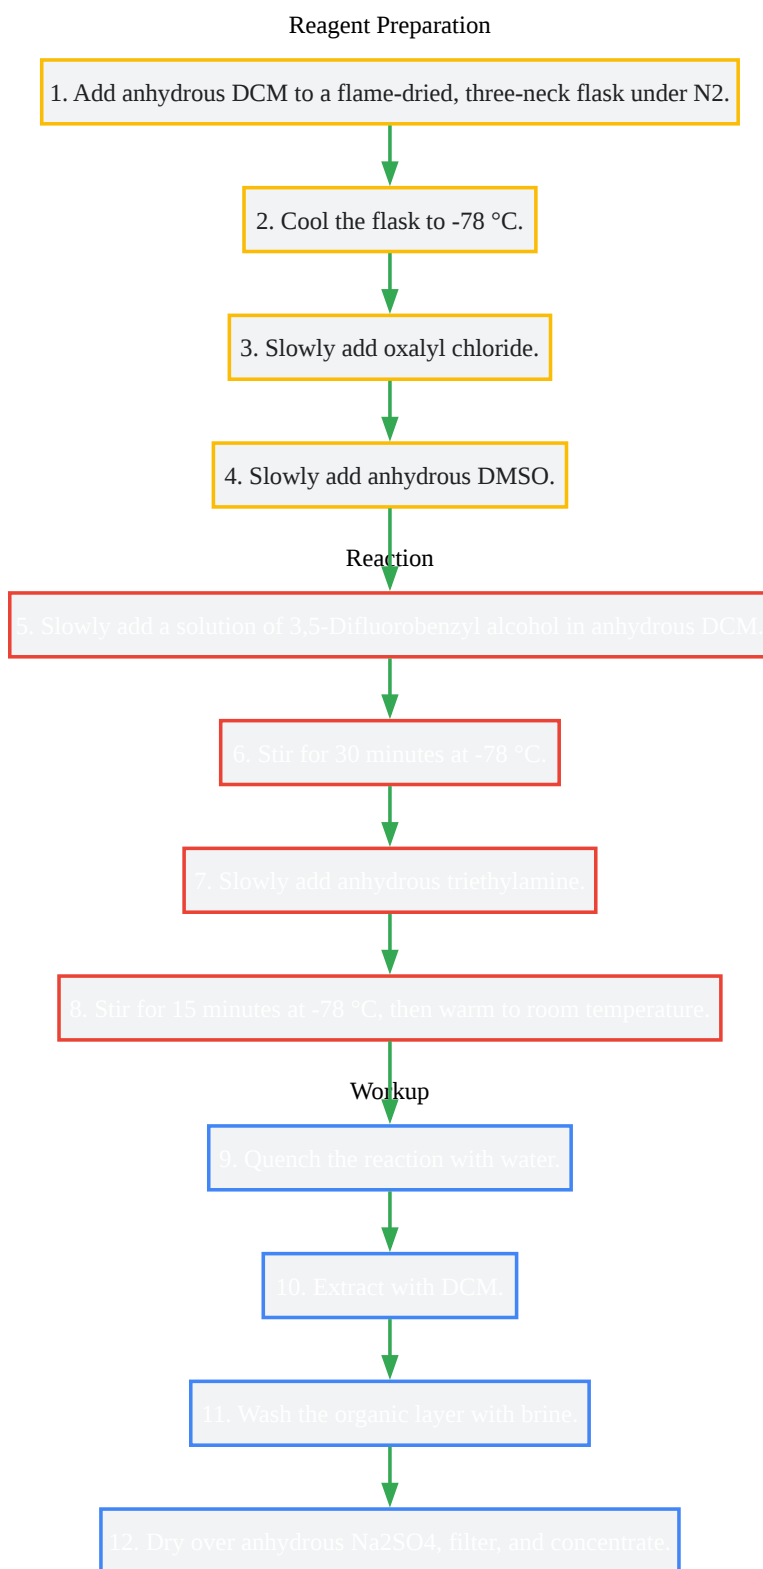 Reagent Preparation
1. Add anhydrous DCM to a flame-dried, three-neck flask under N2.
2. Cool the flask to -78 °C.
3. Slowly add oxalyl chloride.
4. Slowly add anhydrous DMSO.
Reaction
5. Slowly add a solution of 3,5-Difluorobenzyl alcohol in anhydrous DCM.
6. Stir for 30 minutes at -78 °C.
7. Slowly add anhydrous triethylamine.
8. Stir for 15 minutes at -78 °C, then warm to room temperature.
Workup
9. Quench the reaction with water.
10. Extract with DCM.
11. Wash the organic layer with brine.
12. Dry over anhydrous Na2SO4, filter, and concentrate.